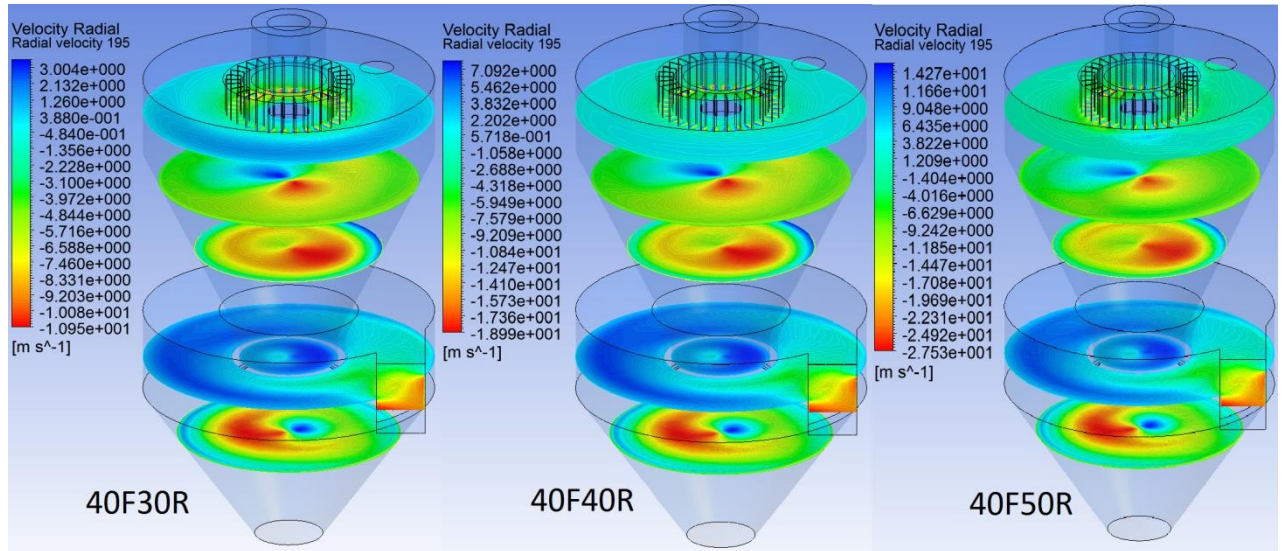 Velocity Radial
Radial velocity 195
3.004e+000
2.132e+000
1.260e+000
3.880e-001
-4.840e-001
-1.356e+000
-2.228e+000
-3.100e+000
-3.972e+000
-4.844e+000
-5.716e+000
-6.588e+000
-7.460e+000
-8.331e+000
-9.203e+000
-1.008e+001
-1.095e+001
[m s^-1]
40F30R
Velocity Radial
Radial velocity 195
7.092e+000
5.462e+000
3.832e+000
2.202e+000
5.718e-001
-1.058e+000
-2.688e+000
-4.318e+000
-5.949e+000
-7.579e+000
-9.209e+000
-1.084e+001
-1.247e+001
-1.410e+001
-1.573e+001
-1.736e+001
-1.899e+001
[m s^-1]
40F40R
Velocity Radial
Radial velocity 195
1.427e+001
1.166e+001
9.048e+000
6.435e+000
3.822e+000
1.209e+000
-1.404e+000
-4.016e+000
-6.629e+000
-9.242e+000
-1.185e+001
-1.447e+001
-1.708e+001
-1.969e+001
-2.231e+001
-2.492e+001
-2.753e+001
[m s^-1]
40F50R